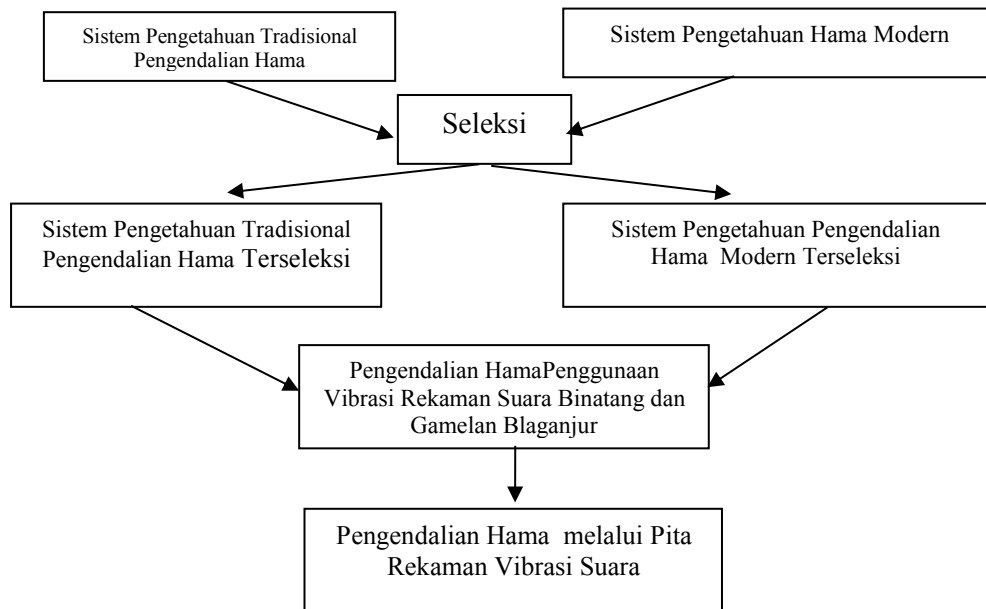 Sistem Pengetahuan Tradisional
Pengendalian Hama
Sistem Pengetahuan Hama Modern
Seleksi
Sistem Pengetahuan Tradisional
Pengendalian Hama Terseleksi
Sistem Pengetahuan Pengendalian
Hama Modern Terseleksi
Pengendalian HamaPenggunaan
Vibrasi Rekaman Suara Binatang dan
Gamelan Blaganjur
Pengendalian Hama melalui Pita
Rekaman Vibrasi Suara